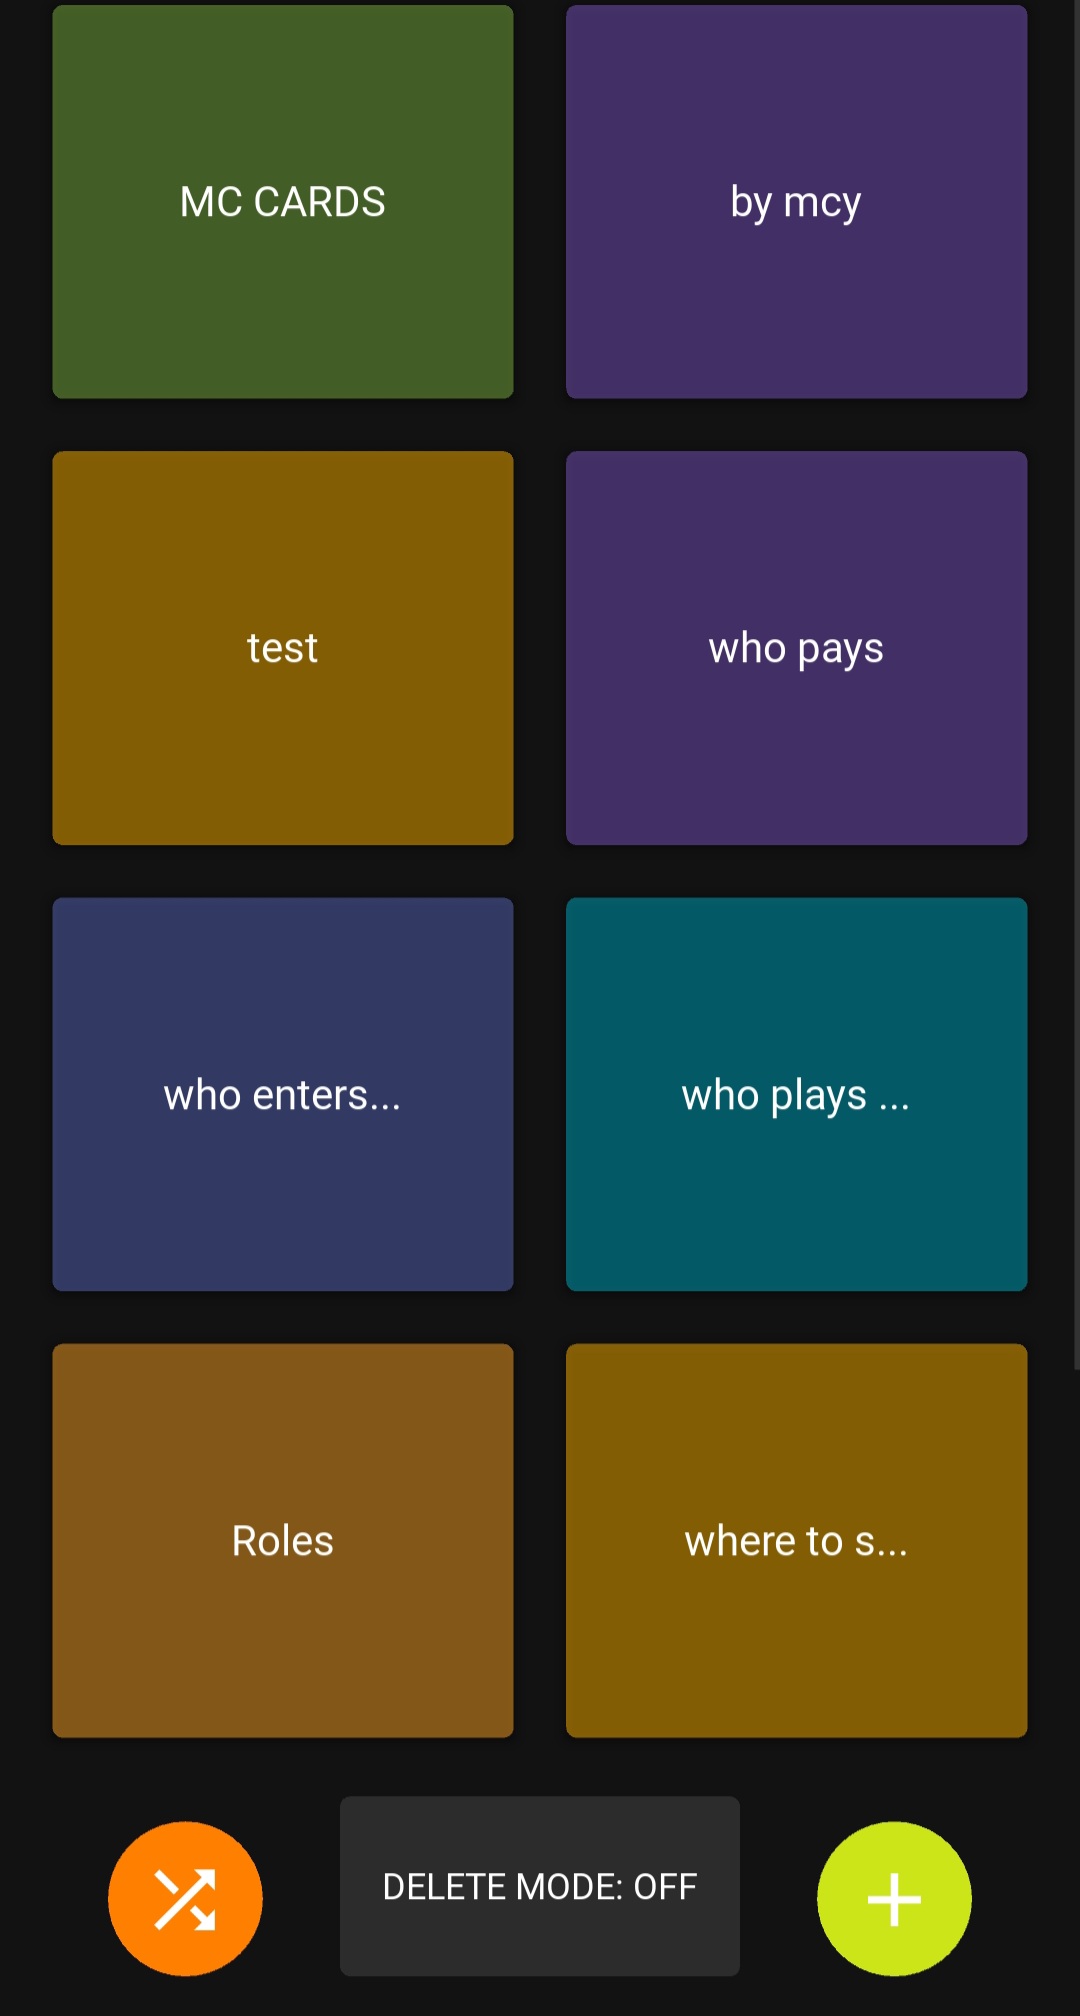 MC CARDS
by mcy
test
who pays
who enters...
who plays ...
Roles
where to s...
DELETE MODE: OFF